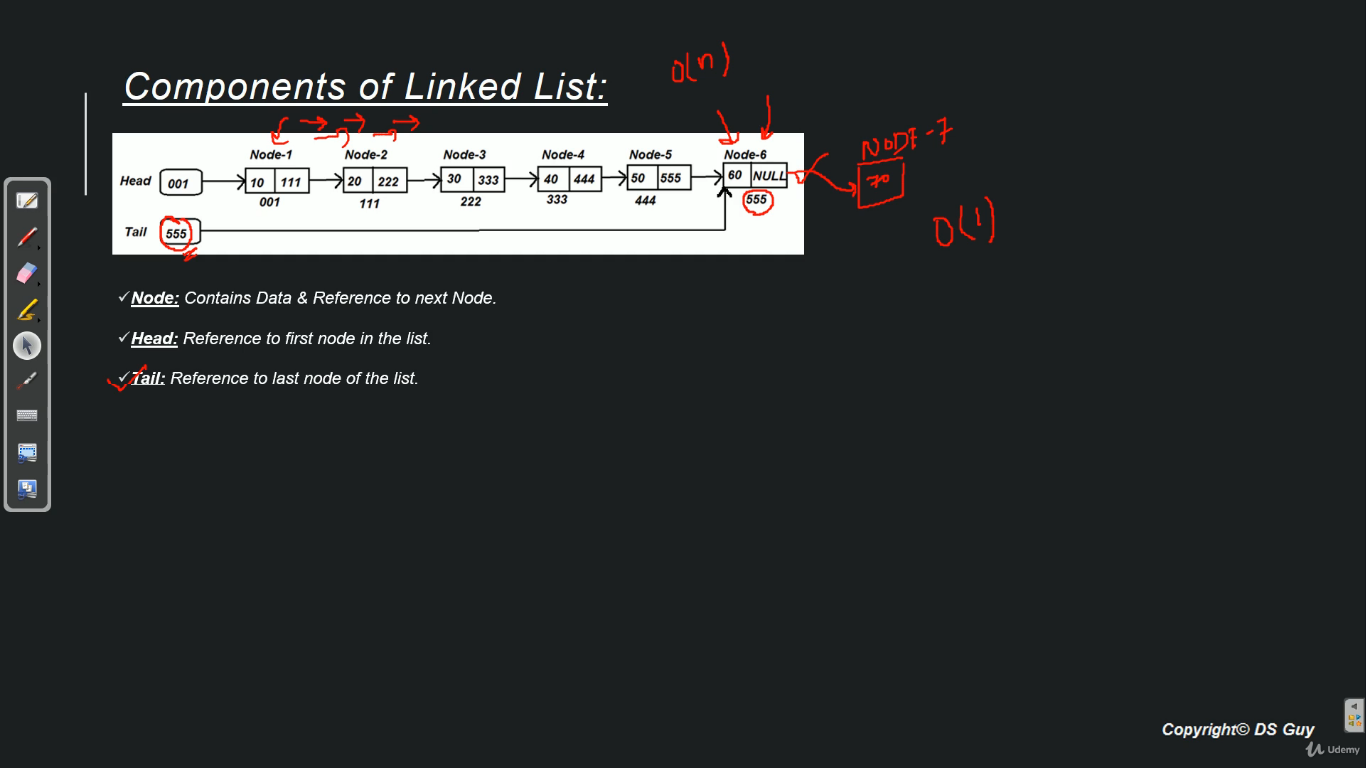 O(n)
Components of Linked List:
NODE-7
Node-1 Node-2 Node-3 Node-4 Node-5 Node-6
Head 001 10 111 20 222 30 333 40 444 50 555 60 NULL 70
001 111 222 333 444 555
Tail 555
O(1)
✓Node: Contains Data & Reference to next Node.
✓Head: Reference to first node in the list.
✓Tail: Reference to last node of the list.
Copyright© DS Guy
Udemy